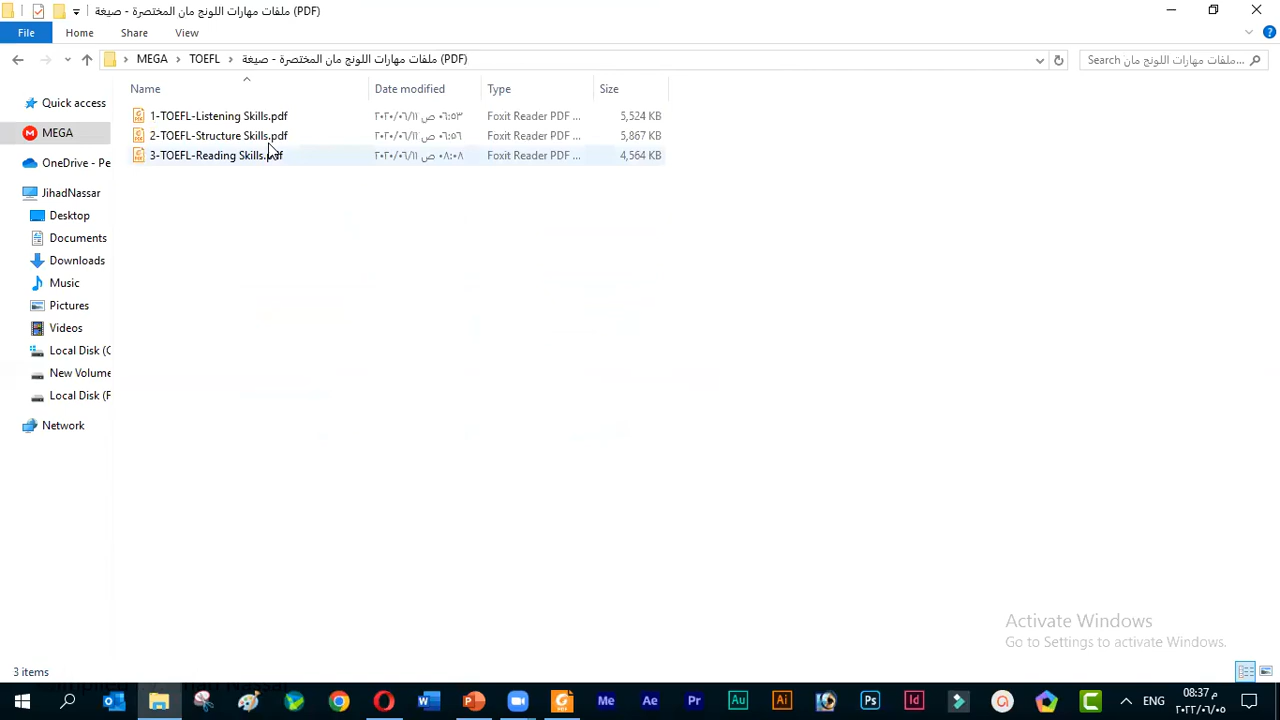 ملفات مهارات اللونج مان المختصرة - صيغة (PDF)
File Home Share View
MEGA TOEFL ملفات مهارات اللونج مان المختصرة - صيغة (PDF)
Search ملفات مهارات اللونج مان...
Name Date modified Type Size
1-TOEFL-Listening Skills.pdf ٢٠٢٠/٠٦/١١ ص ٠٦:٥٣ Foxit Reader PDF ... 5,524 KB
2-TOEFL-Structure Skills.pdf ٢٠٢٠/٠٦/١١ ص ٠٦:٥٦ Foxit Reader PDF ... 5,867 KB
3-TOEFL-Reading Skills.pdf ٢٠٢٠/٠٦/١١ ص ٠٨:٠٨ Foxit Reader PDF ... 4,564 KB
Quick access
MEGA
OneDrive - Pe
JihadNassar
Desktop
Documents
Downloads
Music
Pictures
Videos
Local Disk (C
New Volume
Local Disk (F
Network
Activate Windows
Go to Settings to activate Windows.
3 items
ENG م 08:37
٢٠٢٢/٠٦/٠٥